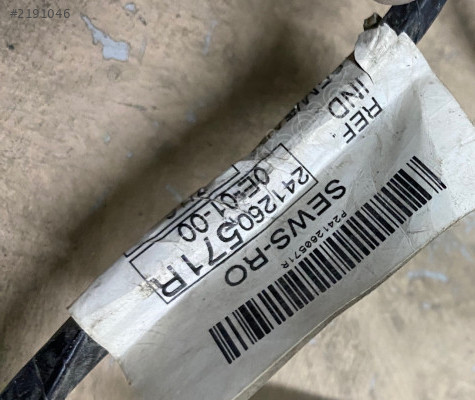 #2191046
REF.
IND
241260571R
0E-01-00
SEWS-RO
P241260571R